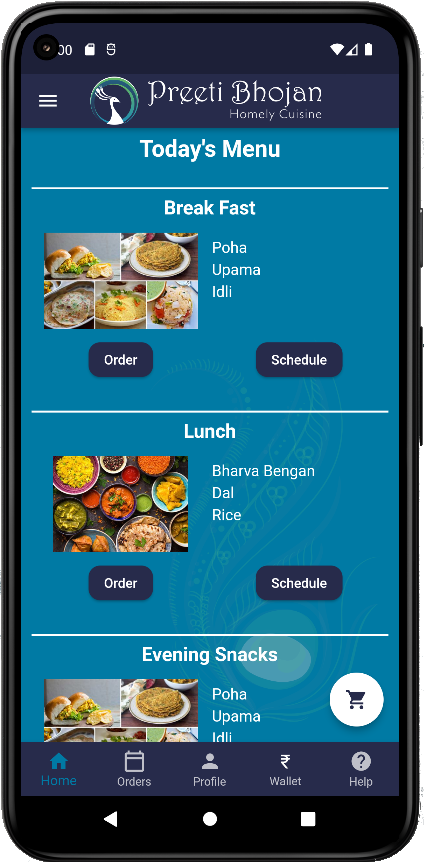 :00
Preeti Bhojan
Homely Cuisine
Today's Menu
Break Fast
Poha
Upama
Idli
Order
Schedule
Lunch
Bharva Bengan
Dal
Rice
Order
Schedule
Evening Snacks
Poha
Upama
Idli
Home
Orders
Profile
₹
Wallet
?
Help